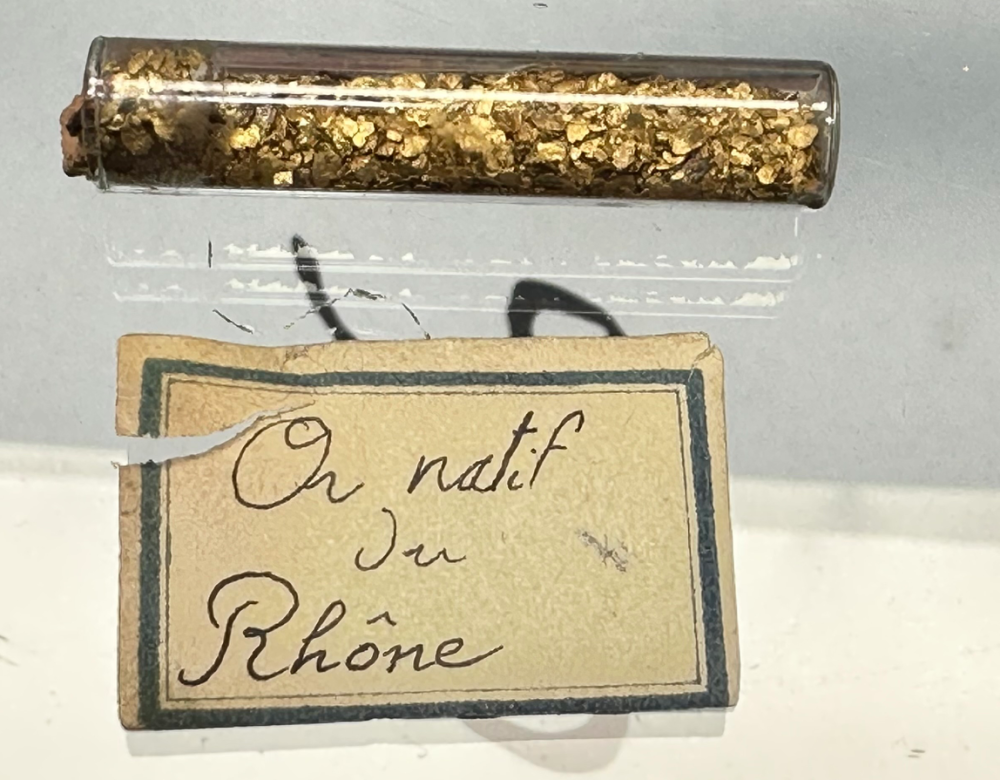 Or natif
du
Rhône